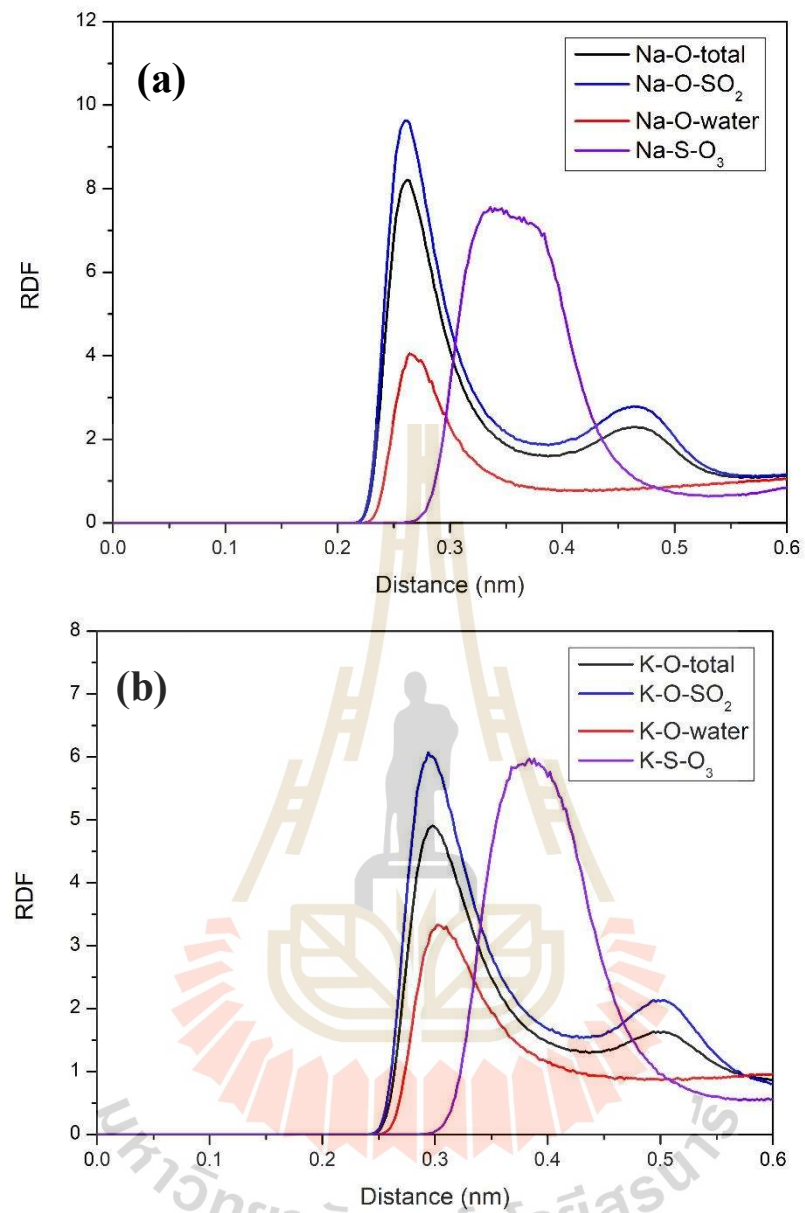 (a)
Na-O-total
Na-O-SO₂
Na-O-water
Na-S-O₃
12
10
8
6
4
2
0
RDF
0.0 0.1 0.2 0.3 0.4 0.5 0.6
Distance (nm)
(b)
K-O-total
K-O-SO₂
K-O-water
K-S-O₃
8
7
6
5
4
3
2
1
0
RDF
0.0 0.1 0.2 0.3 0.4 0.5 0.6
Distance (nm)